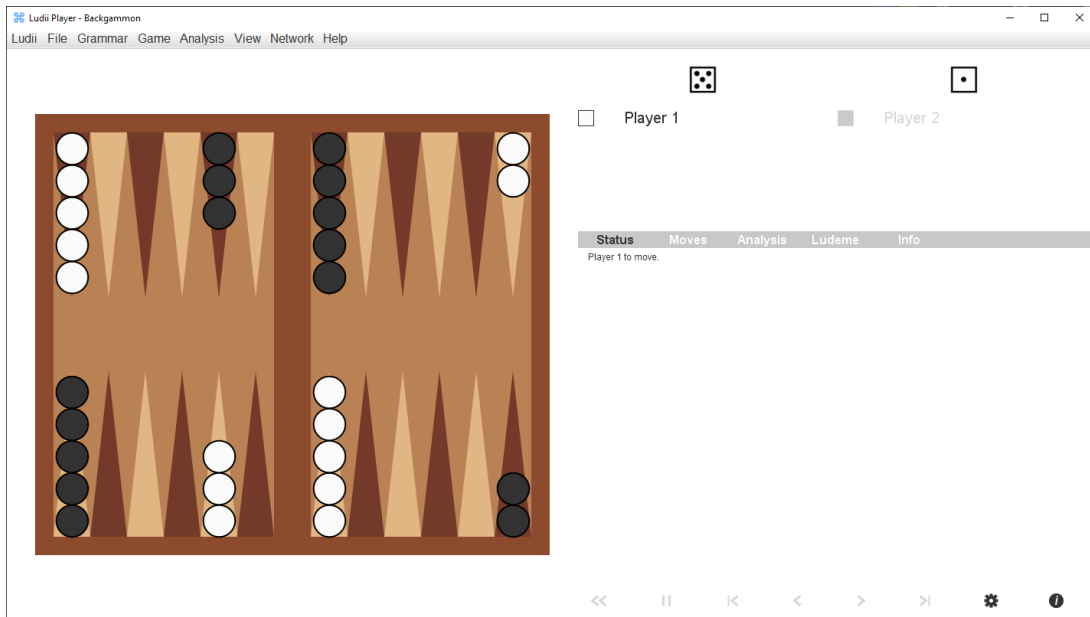 Ludii Player - Backgammon
Ludii File Grammar Game Analysis View Network Help
Player 1 Player 2
Status Moves Analysis Ludeme Info
Player 1 to move.